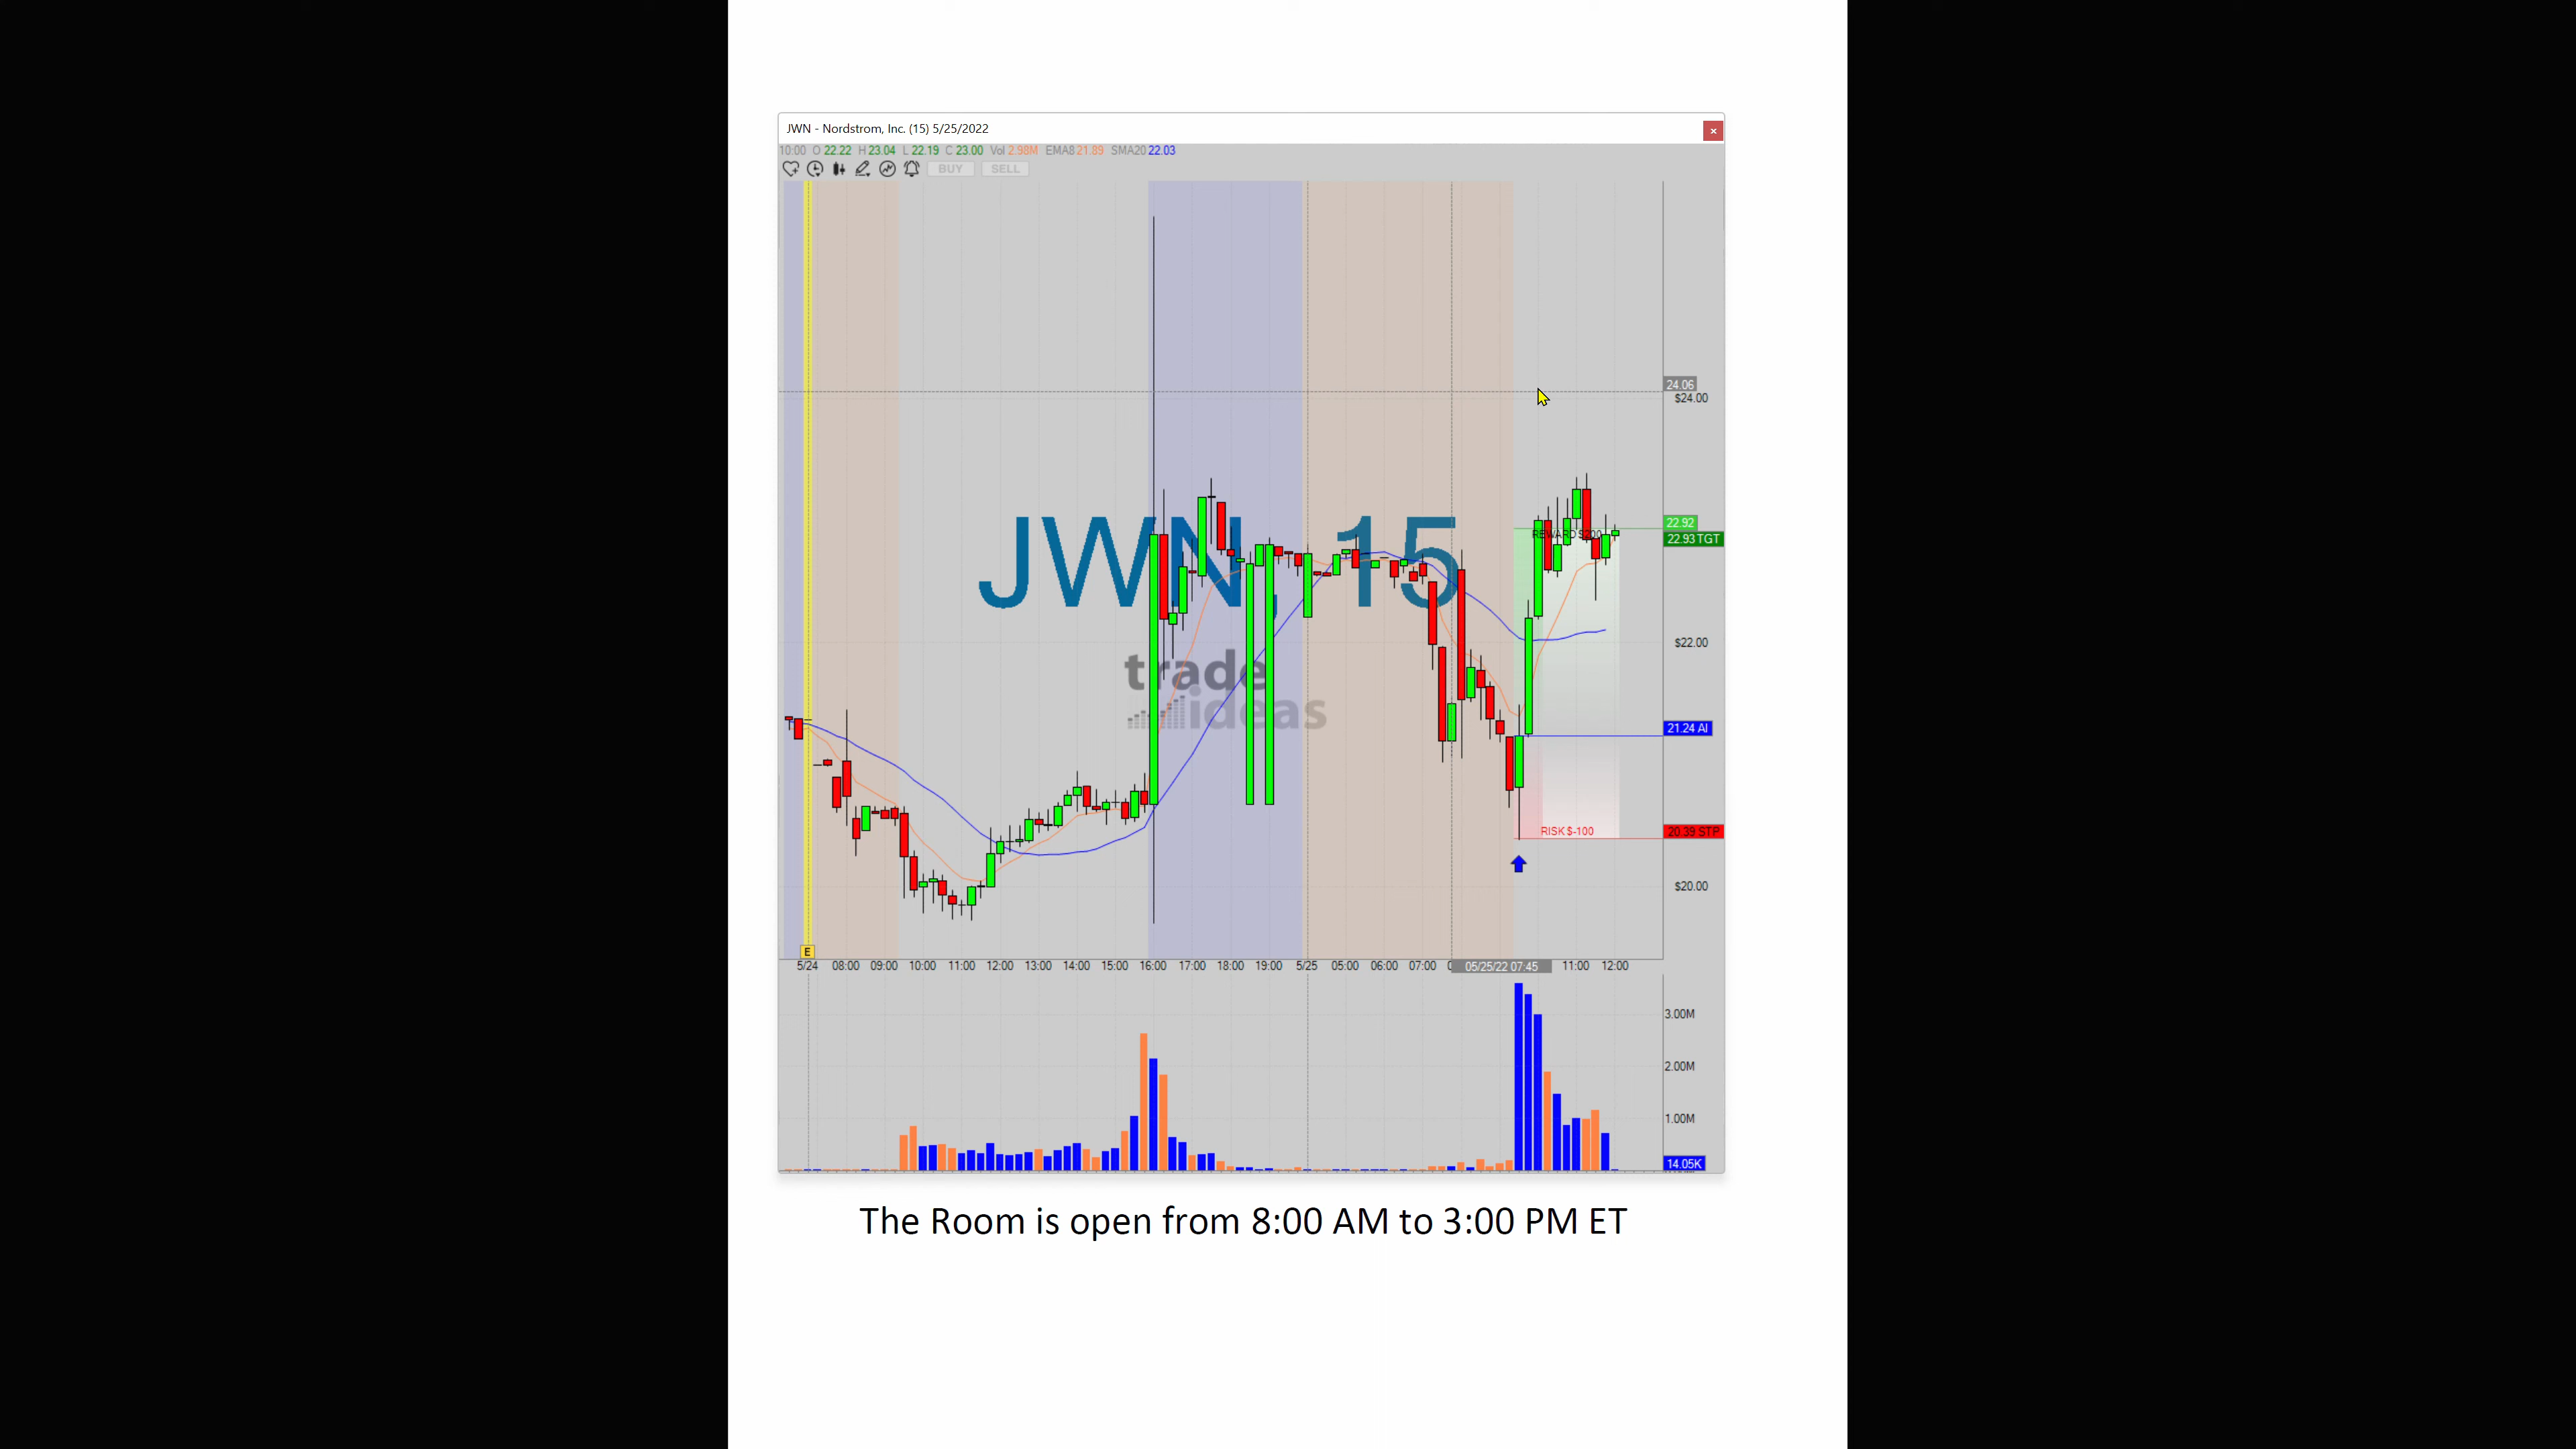 JWN - Nordstrom, Inc. (15) 5/25/2022
10:00 O 22.22 H 23.04 L 22.19 C 23.00 Vol 2.98M EMA8 21.89 SMA20 22.03
BUY SELL
24.06
$24.00
JWN, 15
22.92
REWARD $200
22.93 TGT
$22.00
trade
ideas
21.24 AI
RISK $-100
20.39 STP
$20.00
E
5/24 08:00 09:00 10:00 11:00 12:00 13:00 14:00 15:00 16:00 17:00 18:00 19:00 5/25 05:00 06:00 07:00 05/25/22 07:45 11:00 12:00
3.00M
2.00M
1.00M
14.05K
The Room is open from 8:00 AM to 3:00 PM ET